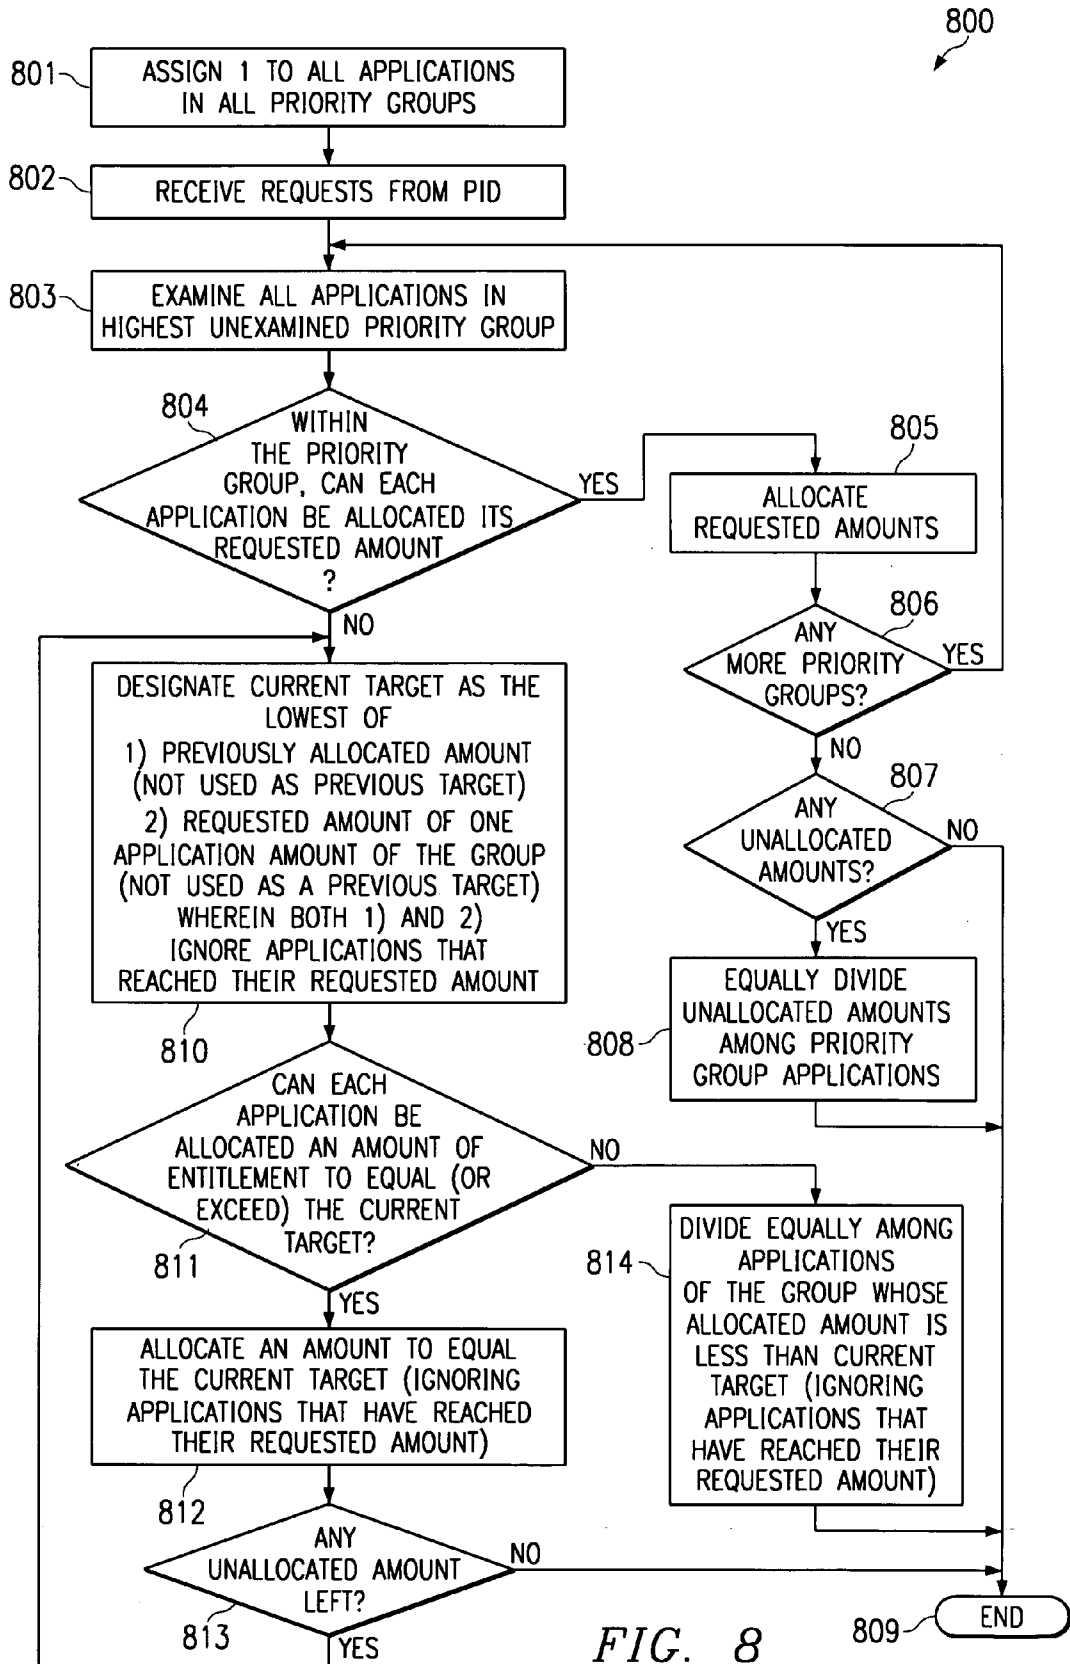 800
801
ASSIGN 1 TO ALL APPLICATIONS
IN ALL PRIORITY GROUPS
802
RECEIVE REQUESTS FROM PID
803
EXAMINE ALL APPLICATIONS IN
HIGHEST UNEXAMINED PRIORITY GROUP
804
WITHIN
THE PRIORITY
GROUP, CAN EACH
APPLICATION BE ALLOCATED ITS
REQUESTED AMOUNT
?
YES
NO
805
ALLOCATE
REQUESTED AMOUNTS
806
ANY
MORE PRIORITY
GROUPS?
YES
NO
807
ANY
UNALLOCATED
AMOUNTS?
NO
YES
808
EQUALLY DIVIDE
UNALLOCATED AMOUNTS
AMONG PRIORITY
GROUP APPLICATIONS
DESIGNATE CURRENT TARGET AS THE
LOWEST OF
1) PREVIOUSLY ALLOCATED AMOUNT
(NOT USED AS PREVIOUS TARGET)
2) REQUESTED AMOUNT OF ONE
APPLICATION AMOUNT OF THE GROUP
(NOT USED AS A PREVIOUS TARGET)
WHEREIN BOTH 1) AND 2)
IGNORE APPLICATIONS THAT
REACHED THEIR REQUESTED AMOUNT
810
CAN EACH
APPLICATION BE
ALLOCATED AN AMOUNT OF
ENTITLEMENT TO EQUAL (OR
EXCEED) THE CURRENT
TARGET?
811
NO
YES
814
DIVIDE EQUALLY AMONG
APPLICATIONS
OF THE GROUP WHOSE
ALLOCATED AMOUNT IS
LESS THAN CURRENT
TARGET (IGNORING
APPLICATIONS THAT
HAVE REACHED THEIR
REQUESTED AMOUNT)
ALLOCATE AN AMOUNT TO EQUAL
THE CURRENT TARGET (IGNORING
APPLICATIONS THAT HAVE REACHED
THEIR REQUESTED AMOUNT)
812
ANY
UNALLOCATED AMOUNT
LEFT?
813
NO
YES
809
END
FIG. 8